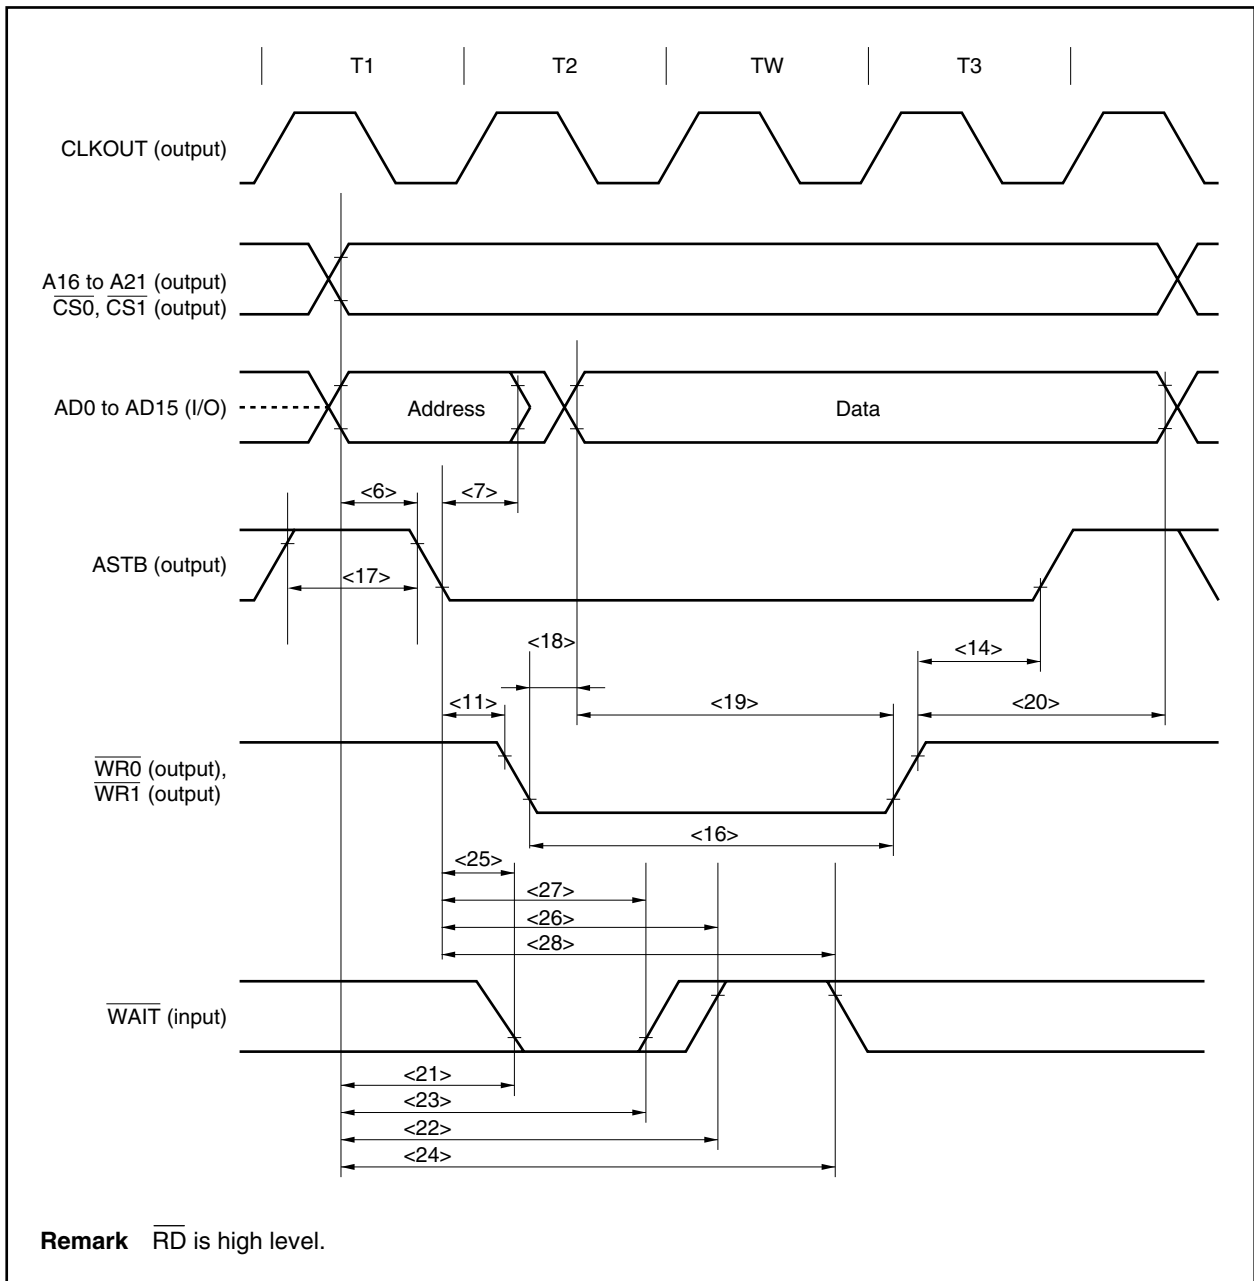 T1 T2 TW T3
CLKOUT (output)
A16 to A21 (output)
CS0, CS1 (output)
AD0 to AD15 (I/O)
Address
Data
<6>
<7>
ASTB (output)
<17>
<18>
<14>
<11>
<19>
<20>
WR0 (output),
WR1 (output)
<16>
<25>
<27>
<26>
<28>
WAIT (input)
<21>
<23>
<22>
<24>
Remark RD is high level.